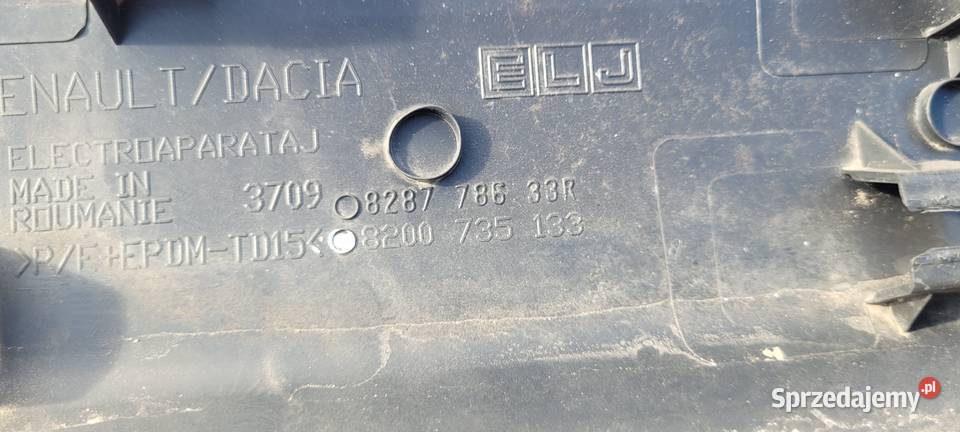 ENAULT/DACIA ELJ
ELECTROAPARATAJ
MADE IN
ROUMANIE 3709 8287 786 33R
>P/E+EPDM-TD15< 8200 735 133
Sprzedajemy.pl